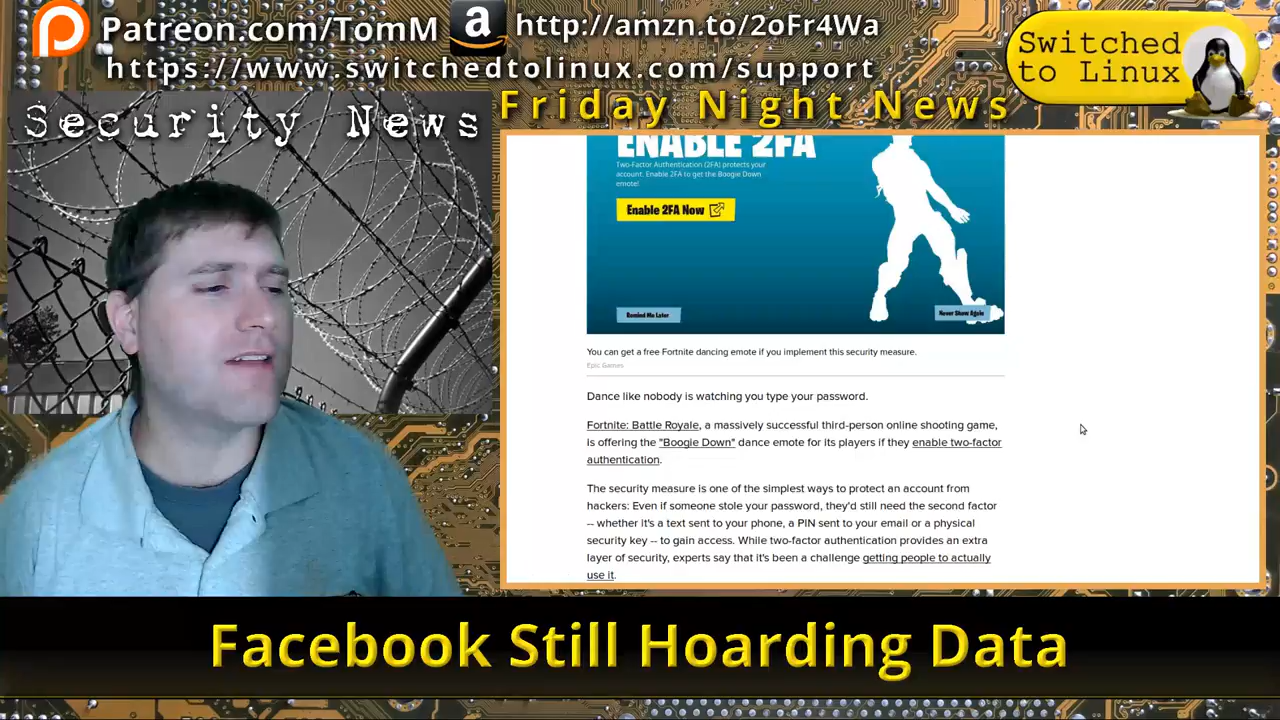 Patreon.com/TomM
http://amzn.to/2oFr4Wa
https://www.switchedtolinux.com/support
Switched
to Linux
Security News
Friday Night News
ENABLE 2FA
Two-Factor Authentication (2FA) protects your
account. Enable 2FA to get the Boogie Down
emote!
Enable 2FA Now
Remind Me Later
Never Show Again
You can get a free Fortnite dancing emote if you implement this security measure.
Epic Games
Dance like nobody is watching you type your password.
Fortnite: Battle Royale, a massively successful third-person online shooting game,
is offering the "Boogie Down" dance emote for its players if they enable two-factor
authentication.
The security measure is one of the simplest ways to protect an account from
hackers: Even if someone stole your password, they'd still need the second factor
-- whether it's a text sent to your phone, a PIN sent to your email or a physical
security key -- to gain access. While two-factor authentication provides an extra
layer of security, experts say that it's been a challenge getting people to actually
use it.
Facebook Still Hoarding Data